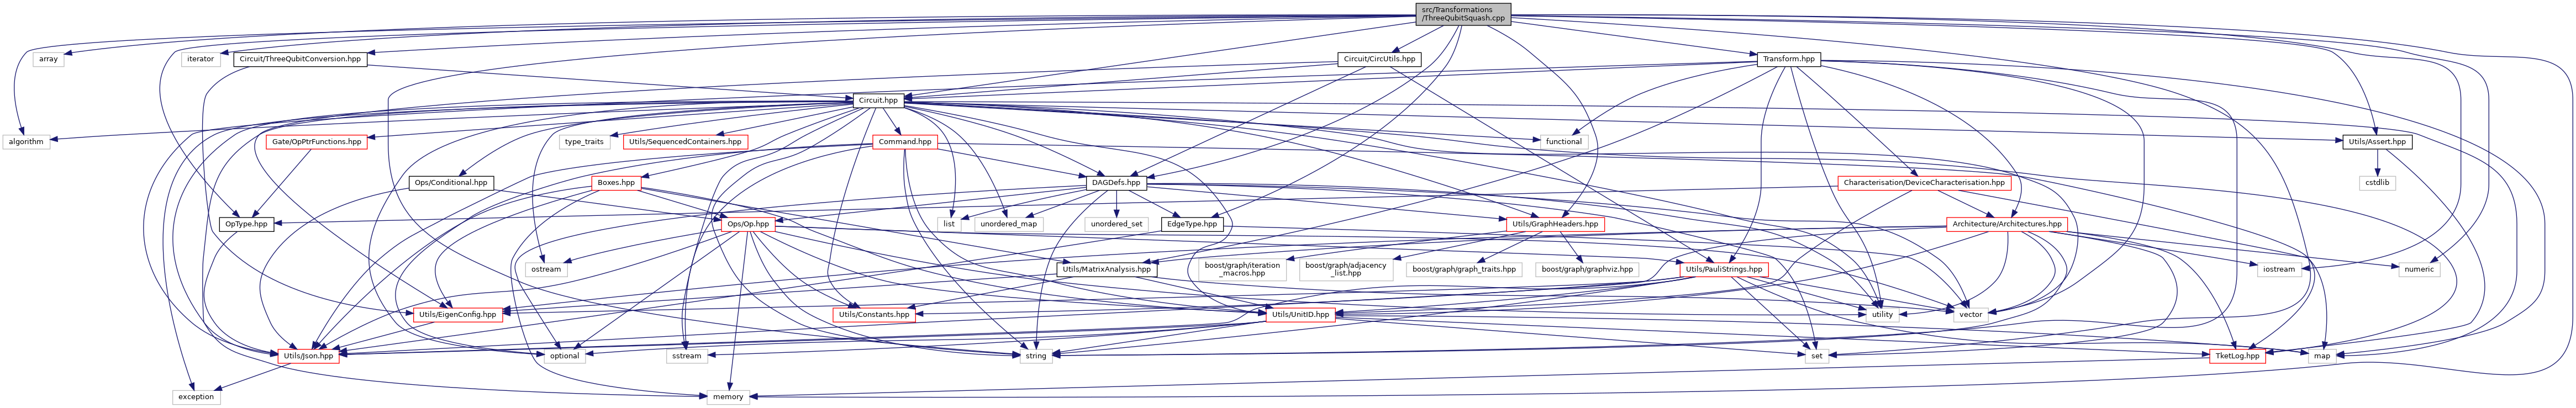 src/Transformations
/ThreeQubitSquash.cpp
array
iterator
Circuit/ThreeQubitConversion.hpp
Circuit/CircUtils.hpp
Transform.hpp
Circuit.hpp
algorithm
Gate/OpPtrFunctions.hpp
type_traits
Utils/SequencedContainers.hpp
Command.hpp
functional
Utils/Assert.hpp
Ops/Conditional.hpp
Boxes.hpp
DAGDefs.hpp
Characterisation/DeviceCharacterisation.hpp
cstdlib
OpType.hpp
Ops/Op.hpp
list
unordered_map
unordered_set
EdgeType.hpp
Utils/GraphHeaders.hpp
Architecture/Architectures.hpp
ostream
Utils/MatrixAnalysis.hpp
boost/graph/iteration
_macros.hpp
boost/graph/adjacency
_list.hpp
boost/graph/graph_traits.hpp
boost/graph/graphviz.hpp
Utils/PauliStrings.hpp
iostream
numeric
Utils/EigenConfig.hpp
Utils/Constants.hpp
Utils/UnitID.hpp
utility
vector
Utils/Json.hpp
optional
sstream
string
set
TketLog.hpp
map
exception
memory